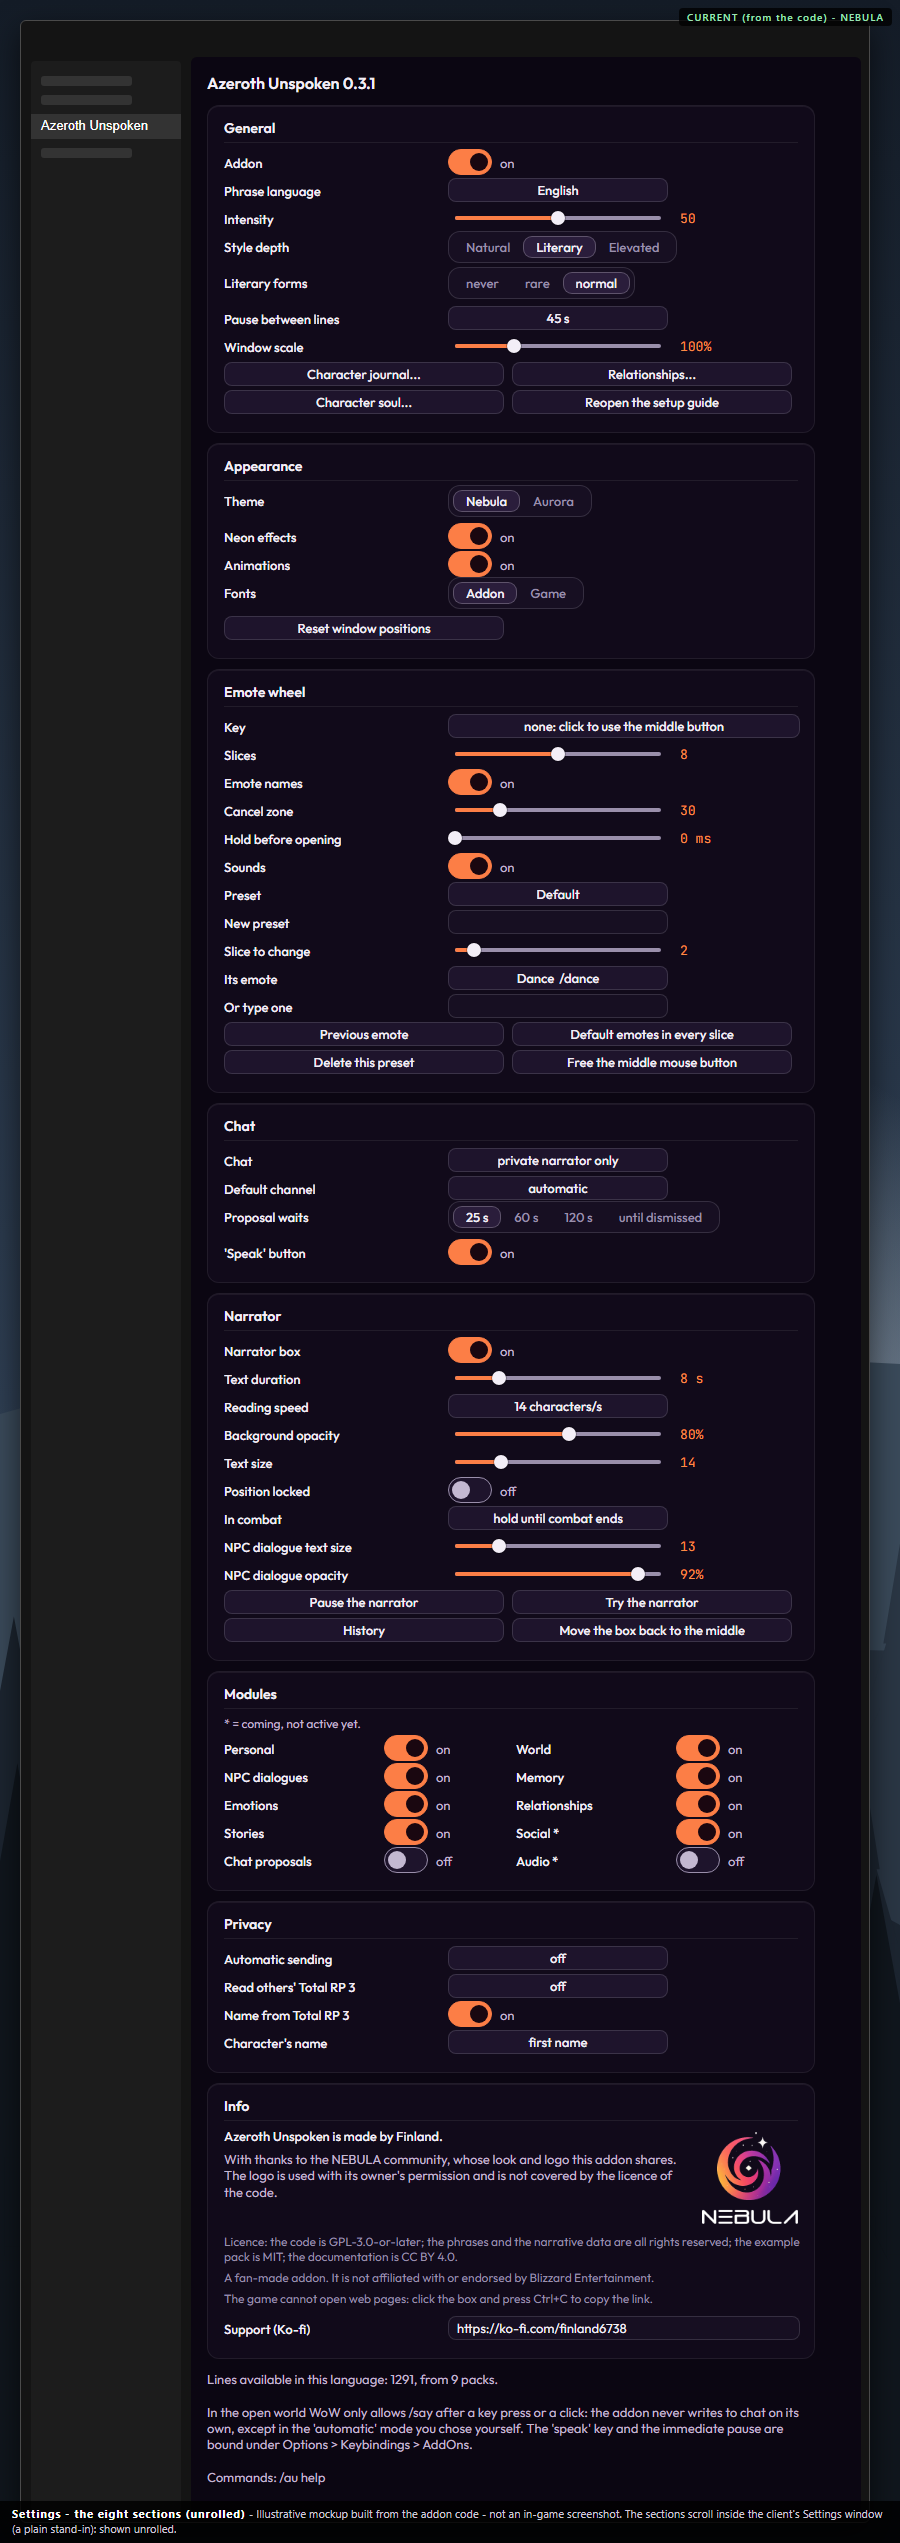 CURRENT (from the code) - NEBULA
Azeroth Unspoken
Azeroth Unspoken 0.3.1
General
Addon on
Phrase language English
Intensity 50
Style depth Natural Literary Elevated
Literary forms never rare normal
Pause between lines 45 s
Window scale 100%
Character journal... Relationships...
Character soul... Reopen the setup guide
Appearance
Theme Nebula Aurora
Neon effects on
Animations on
Fonts Addon Game
Reset window positions
Emote wheel
Key none: click to use the middle button
Slices 8
Emote names on
Cancel zone 30
Hold before opening 0 ms
Sounds on
Preset Default
New preset
Slice to change 2
Its emote Dance /dance
Or type one
Previous emote Default emotes in every slice
Delete this preset Free the middle mouse button
Chat
Chat private narrator only
Default channel automatic
Proposal waits 25 s 60 s 120 s until dismissed
'Speak' button on
Narrator
Narrator box on
Text duration 8 s
Reading speed 14 characters/s
Background opacity 80%
Text size 14
Position locked off
In combat hold until combat ends
NPC dialogue text size 13
NPC dialogue opacity 92%
Pause the narrator Try the narrator
History Move the box back to the middle
Modules
* = coming, not active yet.
Personal on World on
NPC dialogues on Memory on
Emotions on Relationships on
Stories on Social * on
Chat proposals off Audio * off
Privacy
Automatic sending off
Read others' Total RP 3 off
Name from Total RP 3 on
Character's name first name
Info
Azeroth Unspoken is made by Finland.
With thanks to the NEBULA community, whose look and logo this addon shares.
The logo is used with its owner's permission and is not covered by the licence of
the code.
NEBULA
Licence: the code is GPL-3.0-or-later; the phrases and the narrative data are all rights reserved; the example
pack is MIT; the documentation is CC BY 4.0.
A fan-made addon. It is not affiliated with or endorsed by Blizzard Entertainment.
The game cannot open web pages: click the box and press Ctrl+C to copy the link.
Support (Ko-fi) https://ko-fi.com/finland6738
Lines available in this language: 1291, from 9 packs.
In the open world WoW only allows /say after a key press or a click: the addon never writes to chat on its
own, except in the 'automatic' mode you chose yourself. The 'speak' key and the immediate pause are
bound under Options > Keybindings > AddOns.
Commands: /au help
Settings - the eight sections (unrolled) - Illustrative mockup built from the addon code - not an in-game screenshot. The sections scroll inside the client's Settings window
(a plain stand-in): shown unrolled.